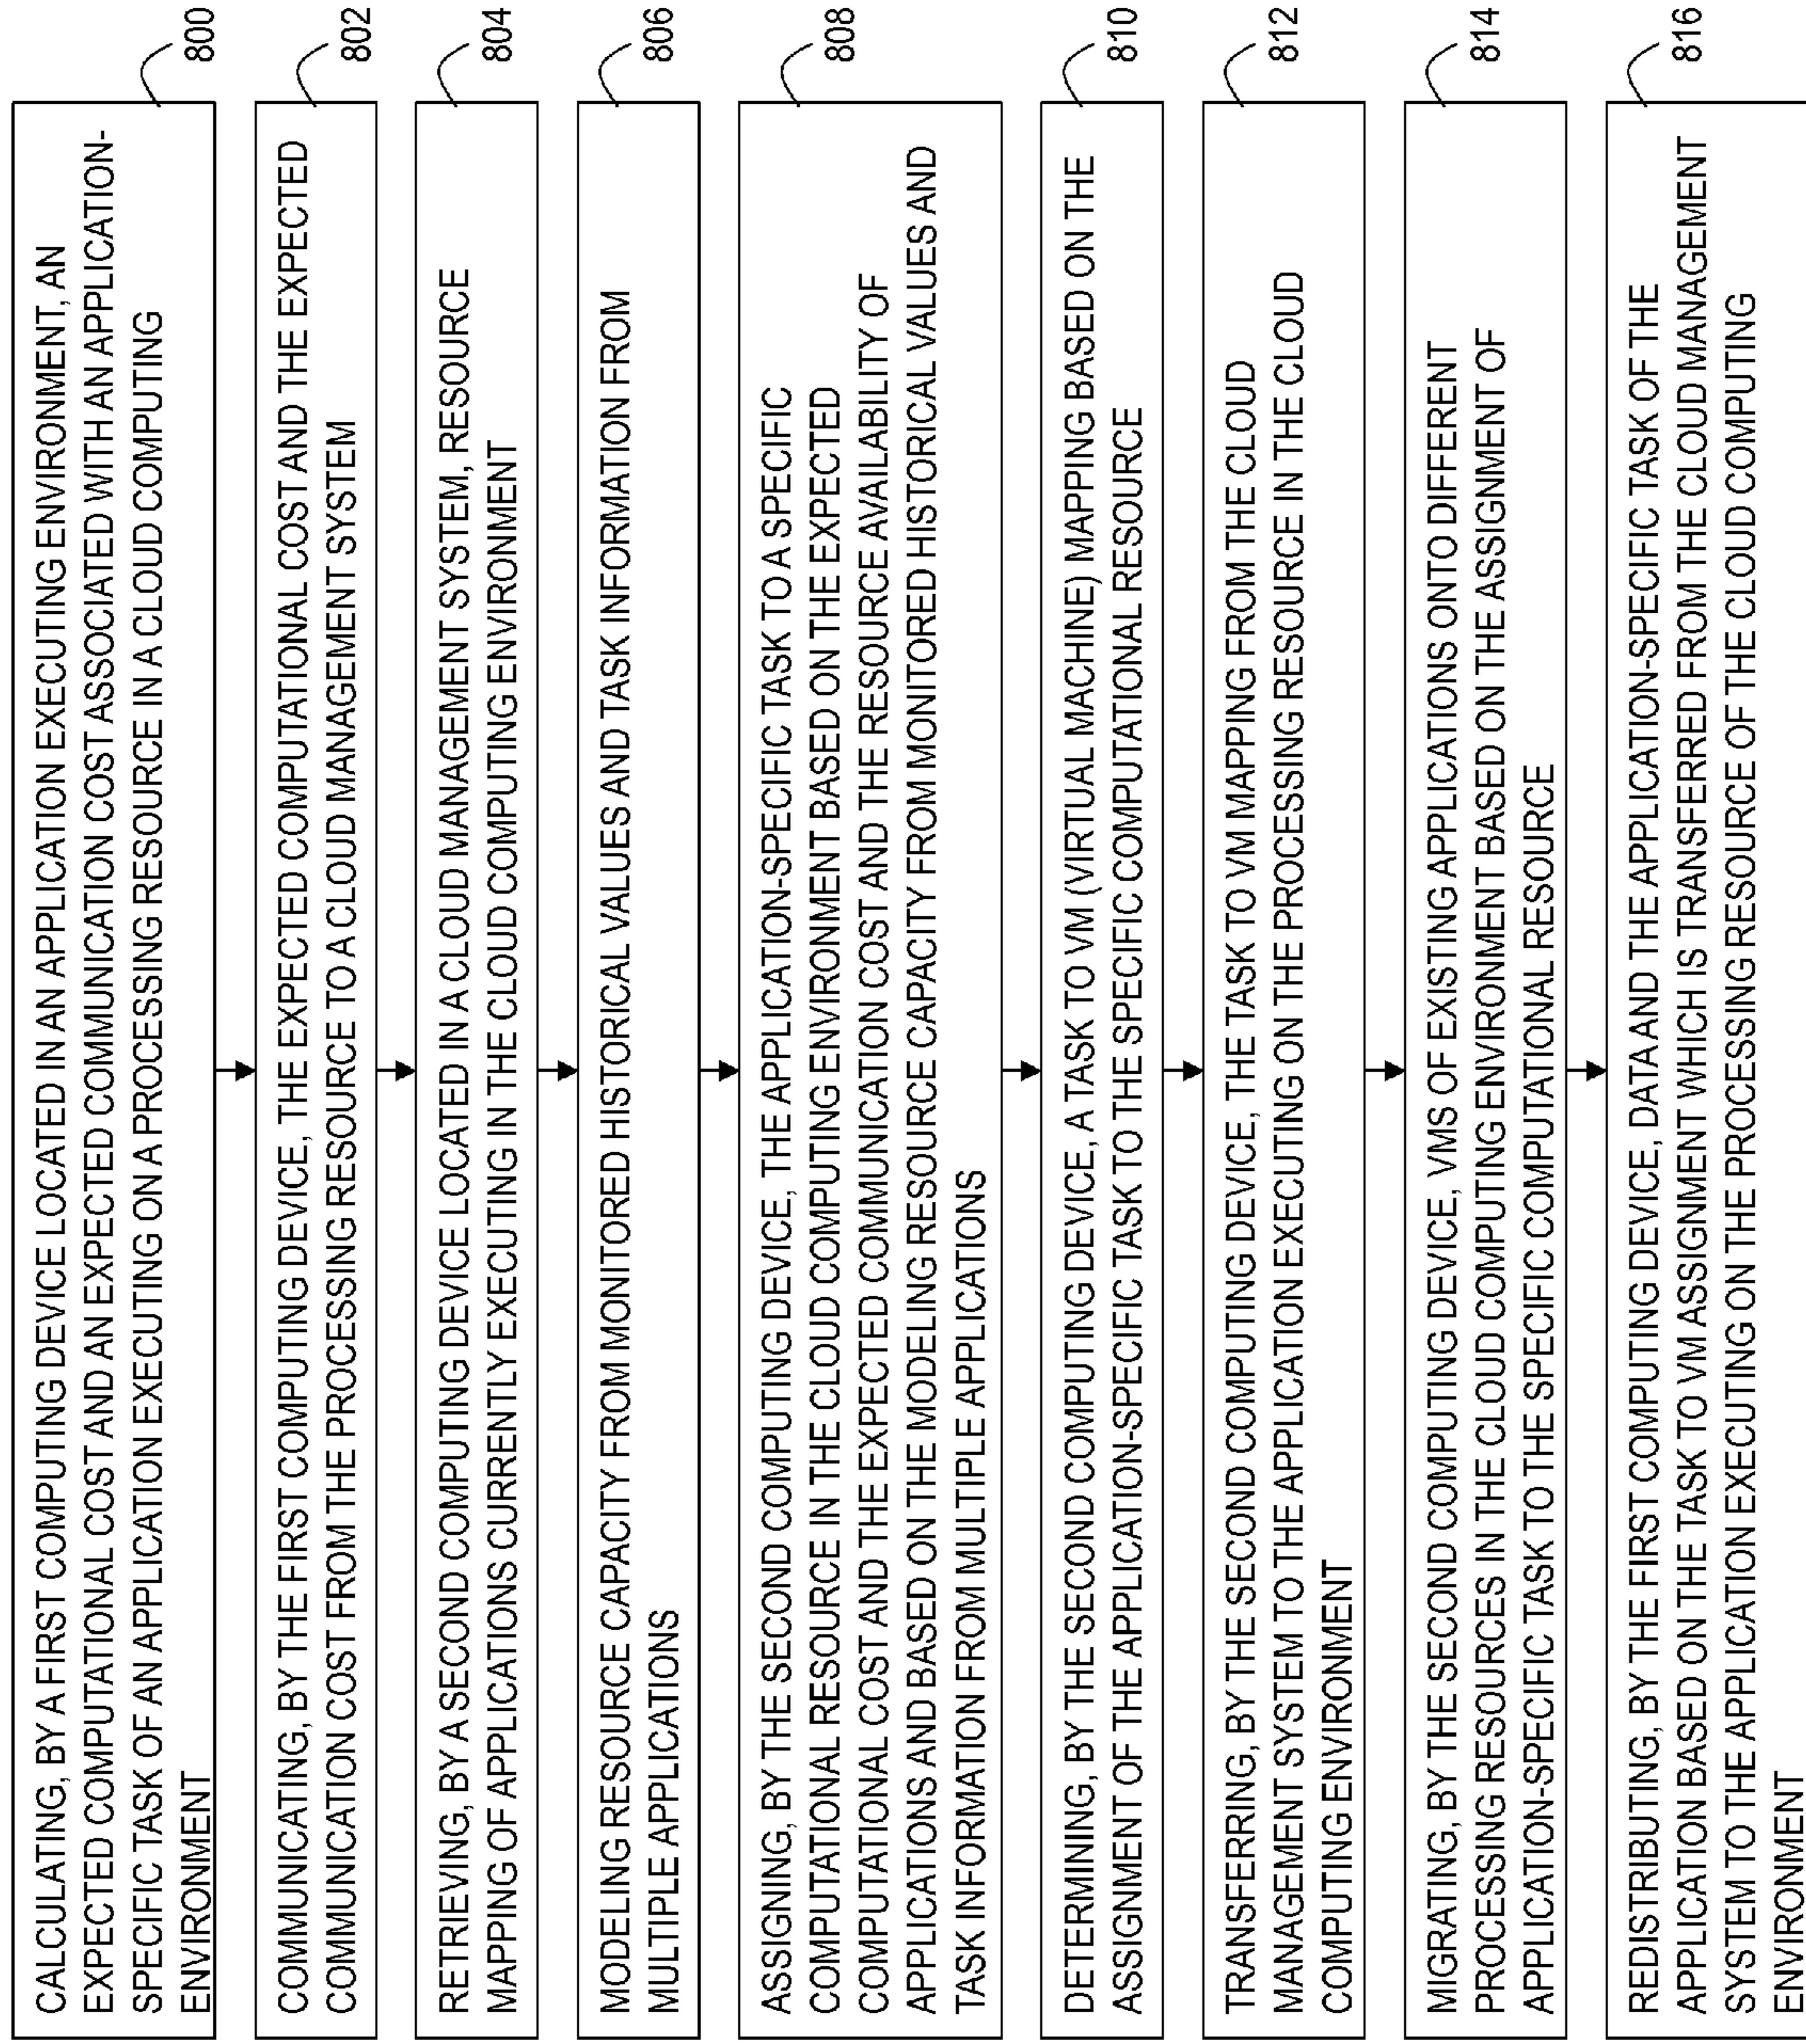 CALCULATING, BY A FIRST COMPUTING DEVICE LOCATED IN AN APPLICATION EXECUTING ENVIRONMENT, AN
EXPECTED COMPUTATIONAL COST AND AN EXPECTED COMMUNICATION COST ASSOCIATED WITH AN APPLICATION-
SPECIFIC TASK OF AN APPLICATION EXECUTING ON A PROCESSING RESOURCE IN A CLOUD COMPUTING
ENVIRONMENT
800
COMMUNICATING, BY THE FIRST COMPUTING DEVICE, THE EXPECTED COMPUTATIONAL COST AND THE EXPECTED
COMMUNICATION COST FROM THE PROCESSING RESOURCE TO A CLOUD MANAGEMENT SYSTEM
802
RETRIEVING, BY A SECOND COMPUTING DEVICE LOCATED IN A CLOUD MANAGEMENT SYSTEM, RESOURCE
MAPPING OF APPLICATIONS CURRENTLY EXECUTING IN THE CLOUD COMPUTING ENVIRONMENT
804
MODELING RESOURCE CAPACITY FROM MONITORED HISTORICAL VALUES AND TASK INFORMATION FROM
MULTIPLE APPLICATIONS
806
ASSIGNING, BY THE SECOND COMPUTING DEVICE, THE APPLICATION-SPECIFIC TASK TO A SPECIFIC
COMPUTATIONAL RESOURCE IN THE CLOUD COMPUTING ENVIRONMENT BASED ON THE EXPECTED
COMPUTATIONAL COST AND THE EXPECTED COMMUNICATION COST AND THE RESOURCE AVAILABILITY OF
APPLICATIONS AND BASED ON THE MODELING RESOURCE CAPACITY FROM MONITORED HISTORICAL VALUES AND
TASK INFORMATION FROM MULTIPLE APPLICATIONS
808
DETERMINING, BY THE SECOND COMPUTING DEVICE, A TASK TO VM (VIRTUAL MACHINE) MAPPING BASED ON THE
ASSIGNMENT OF THE APPLICATION-SPECIFIC TASK TO THE SPECIFIC COMPUTATIONAL RESOURCE
810
TRANSFERRING, BY THE SECOND COMPUTING DEVICE, THE TASK TO VM MAPPING FROM THE CLOUD
MANAGEMENT SYSTEM TO THE APPLICATION EXECUTING ON THE PROCESSING RESOURCE IN THE CLOUD
COMPUTING ENVIRONMENT
812
MIGRATING, BY THE SECOND COMPUTING DEVICE, VMS OF EXISTING APPLICATIONS ONTO DIFFERENT
PROCESSING RESOURCES IN THE CLOUD COMPUTING ENVIRONMENT BASED ON THE ASSIGNMENT OF
APPLICATION-SPECIFIC TASK TO THE SPECIFIC COMPUTATIONAL RESOURCE
814
REDISTRIBUTING, BY THE FIRST COMPUTING DEVICE, DATA AND THE APPLICATION-SPECIFIC TASK OF THE
APPLICATION BASED ON THE TASK TO VM ASSIGNMENT WHICH IS TRANSFERRED FROM THE CLOUD MANAGEMENT
SYSTEM TO THE APPLICATION EXECUTING ON THE PROCESSING RESOURCE OF THE CLOUD COMPUTING
ENVIRONMENT
816